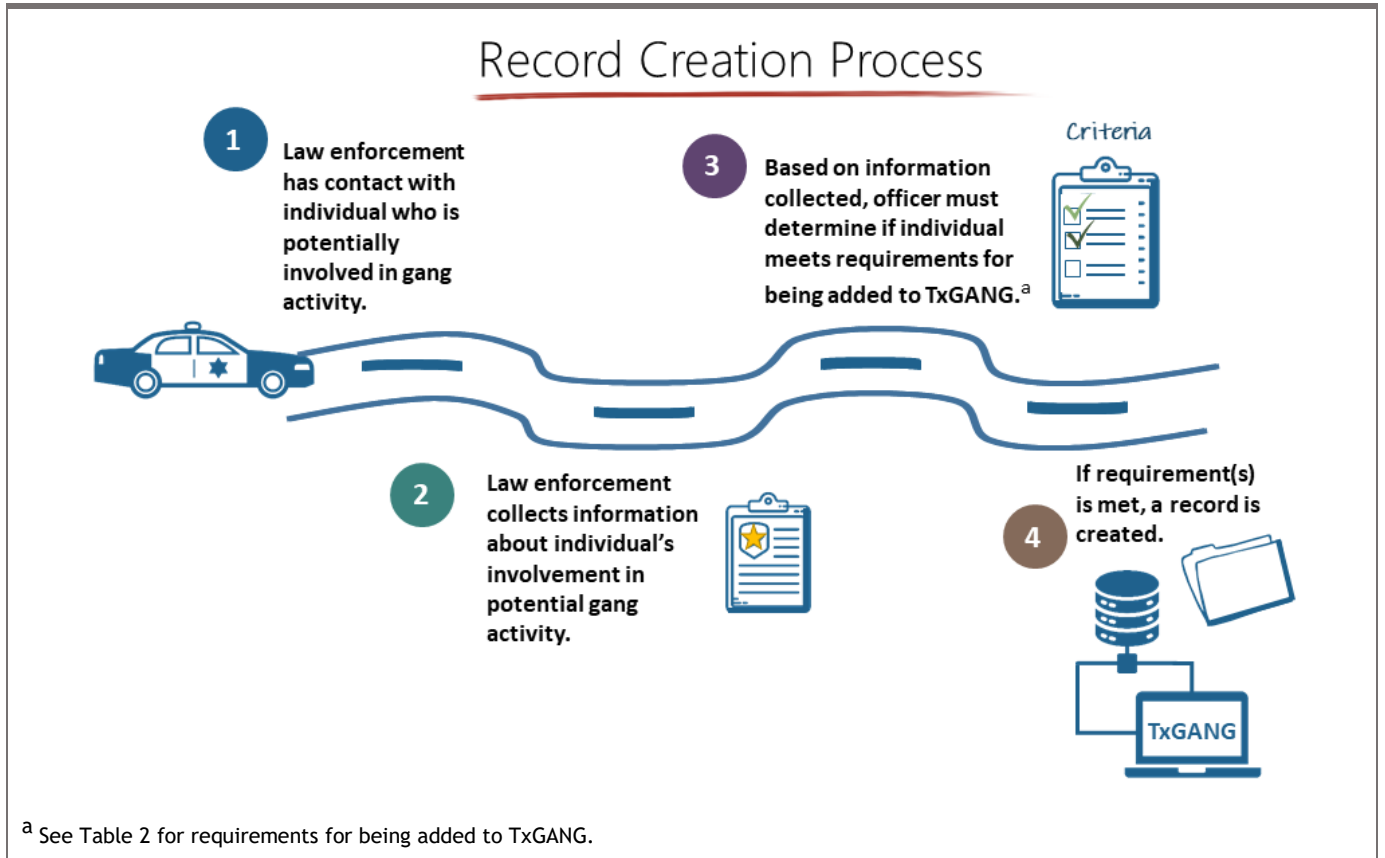 Record Creation Process
1
Law enforcement
has contact with
individual who is
potentially
involved in gang
activity.
2
Law enforcement
collects information
about individual’s
involvement in
potential gang
activity.
3
Based on information
collected, officer must
determine if individual
meets requirements for
being added to TxGANG.a
Criteria
4
If requirement(s)
is met, a record is
created.
TxGANG
a See Table 2 for requirements for being added to TxGANG.